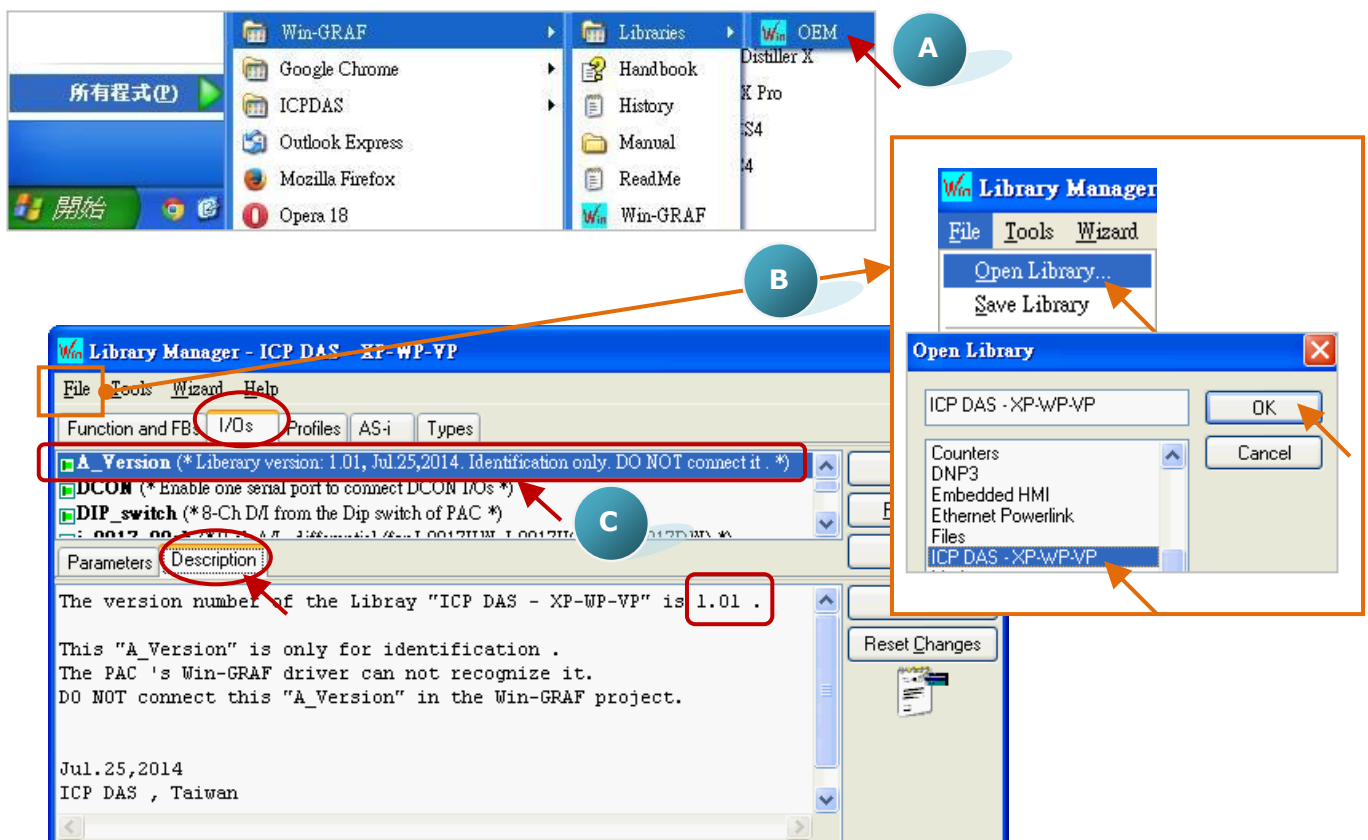 Win-GRAF
Libraries
OEM
A
Google Chrome
Handbook
Distiller X
所有程式(P)
ICPDAS
History
X Pro
Outlook Express
Manual
Mozilla Firefox
ReadMe
開始
Opera 18
Win-GRAF
B
Library Manager
File Tools Wizard
Open Library...
Save Library
Open Library
ICP DAS - XP-WP-VP
OK
Cancel
Counters
DNP3
Embedded HMI
Ethernet Powerlink
Files
ICP DAS - XP-WP-VP
Library Manager - ICP DAS - XP-WP-VP
File Tools Wizard Help
Function and FBs I/Os Profiles AS-i Types
A_Version (* Liberary version: 1.01, Jul.25,2014. Identification only. DO NOT connect it . *)
DCON (* Enable one serial port to connect DCON I/Os *)
DIP_switch (* 8-Ch D/I from the Dip switch of PAC *)
C
Parameters Description
The version number of the Libray "ICP DAS - XP-WP-VP" is 1.01 .
This "A_Version" is only for identification .
The PAC 's Win-GRAF driver can not recognize it.
DO NOT connect this "A_Version" in the Win-GRAF project.
Jul.25,2014
ICP DAS , Taiwan
Reset Changes